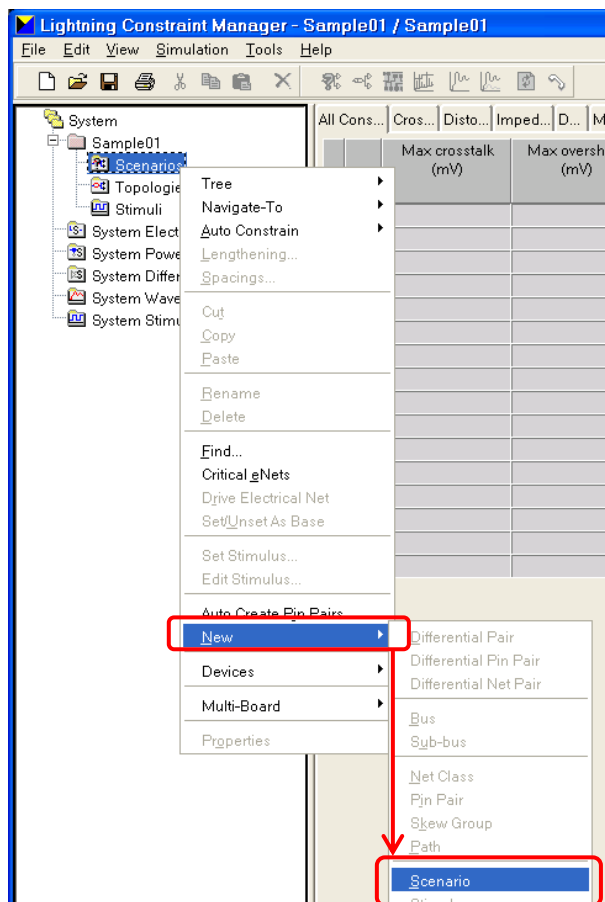 Lightning Constraint Manager - Sample01 / Sample01
File Edit View Simulation Tools Help
All Cons... Cros... Disto... Imped... D... M
Max crosstalk (mV)
Max oversh (mV)
System
Sample01
Scenarios
Topologie
Stimuli
System Elect
System Powe
System Differ
System Wave
System Stimu
Tree
Navigate-To
Auto Constrain
Lengthening...
Spacings...
Cut
Copy
Paste
Rename
Delete
Find...
Critical eNets
Drive Electrical Net
Set/Unset As Base
Set Stimulus...
Edit Stimulus...
Auto Create Pin Pairs
New
Devices
Multi-Board
Properties
Differential Pair
Differential Pin Pair
Differential Net Pair
Bus
Sub-bus
Net Class
Pin Pair
Skew Group
Path
Scenario